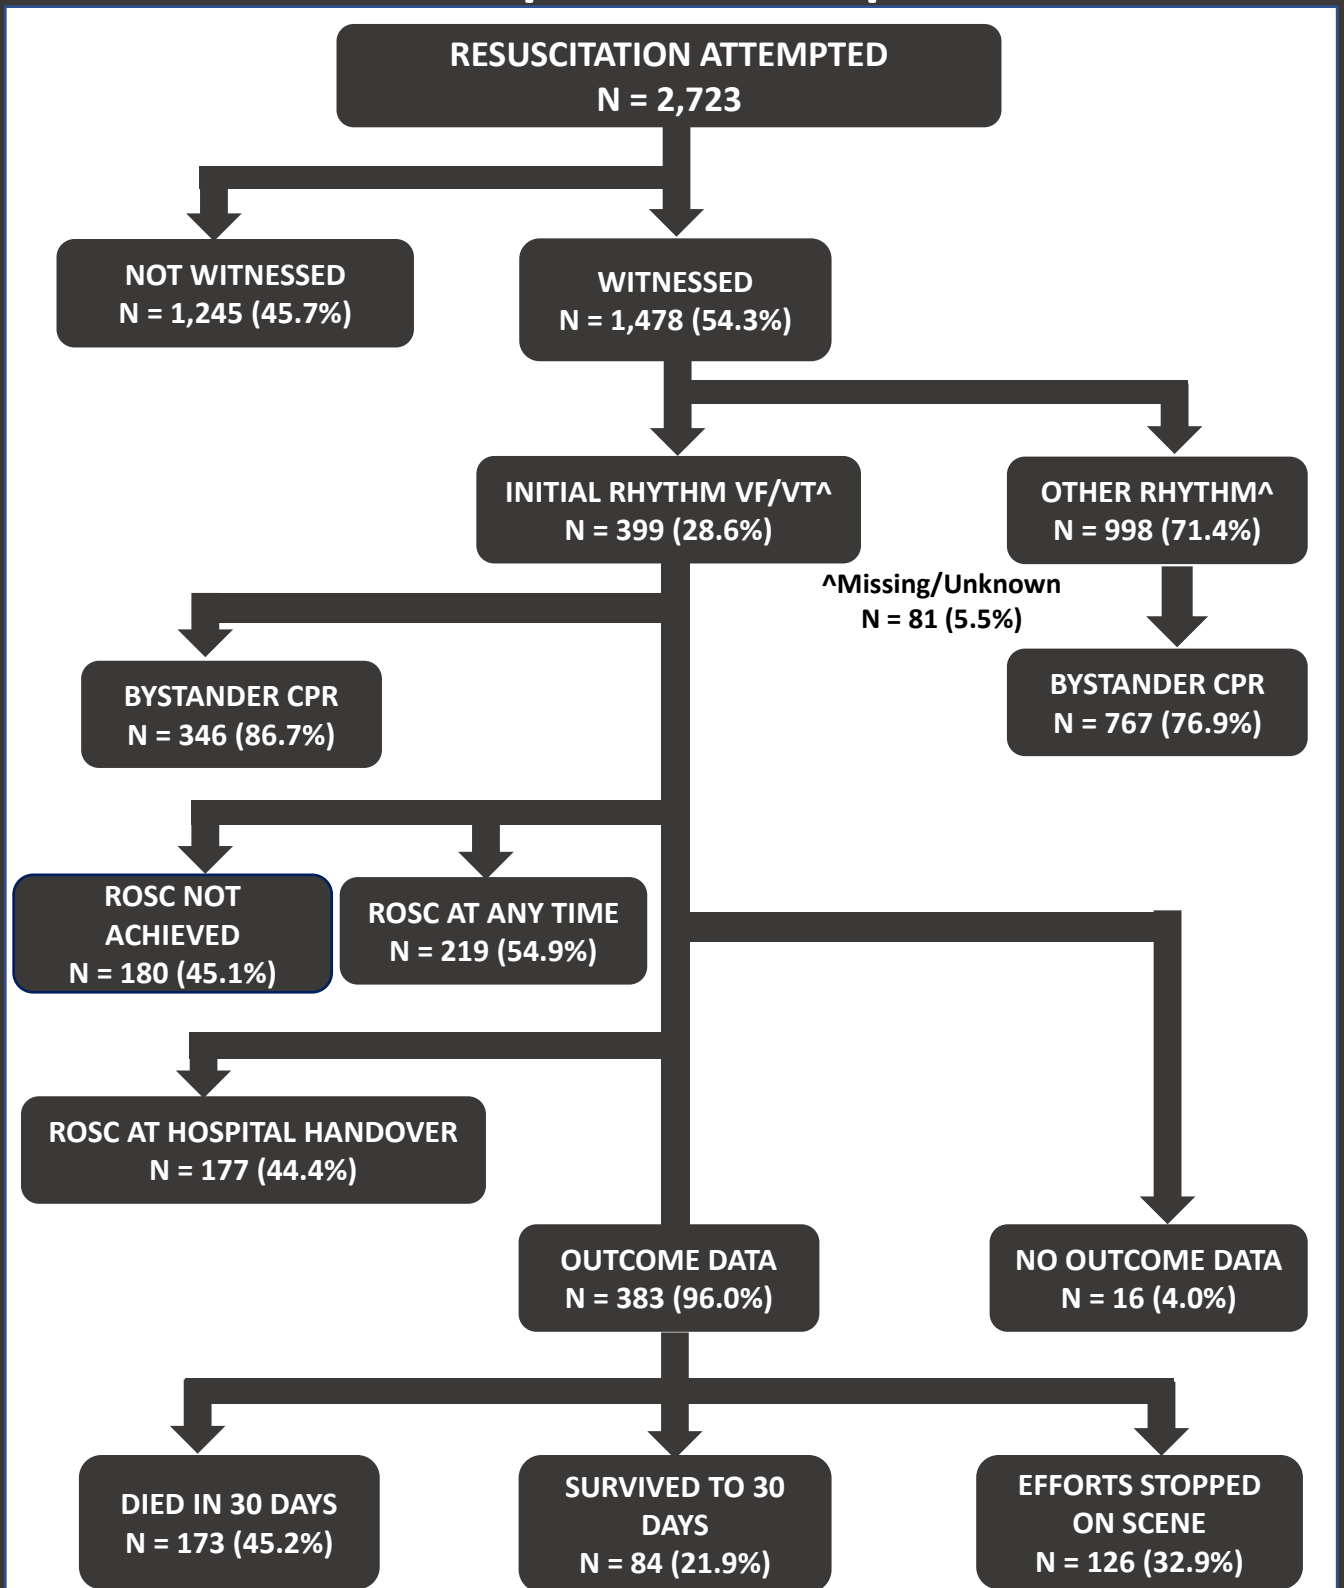 RESUSCITATION ATTEMPTED
N = 2,723
NOT WITNESSED
N = 1,245 (45.7%)
WITNESSED
N = 1,478 (54.3%)
INITIAL RHYTHM VF/VT^
N = 399 (28.6%)
OTHER RHYTHM^
N = 998 (71.4%)
^Missing/Unknown
N = 81 (5.5%)
BYSTANDER CPR
N = 346 (86.7%)
BYSTANDER CPR
N = 767 (76.9%)
ROSC NOT
ACHIEVED
N = 180 (45.1%)
ROSC AT ANY TIME
N = 219 (54.9%)
ROSC AT HOSPITAL HANDOVER
N = 177 (44.4%)
OUTCOME DATA
N = 383 (96.0%)
NO OUTCOME DATA
N = 16 (4.0%)
DIED IN 30 DAYS
N = 173 (45.2%)
SURVIVED TO 30
DAYS
N = 84 (21.9%)
EFFORTS STOPPED
ON SCENE
N = 126 (32.9%)